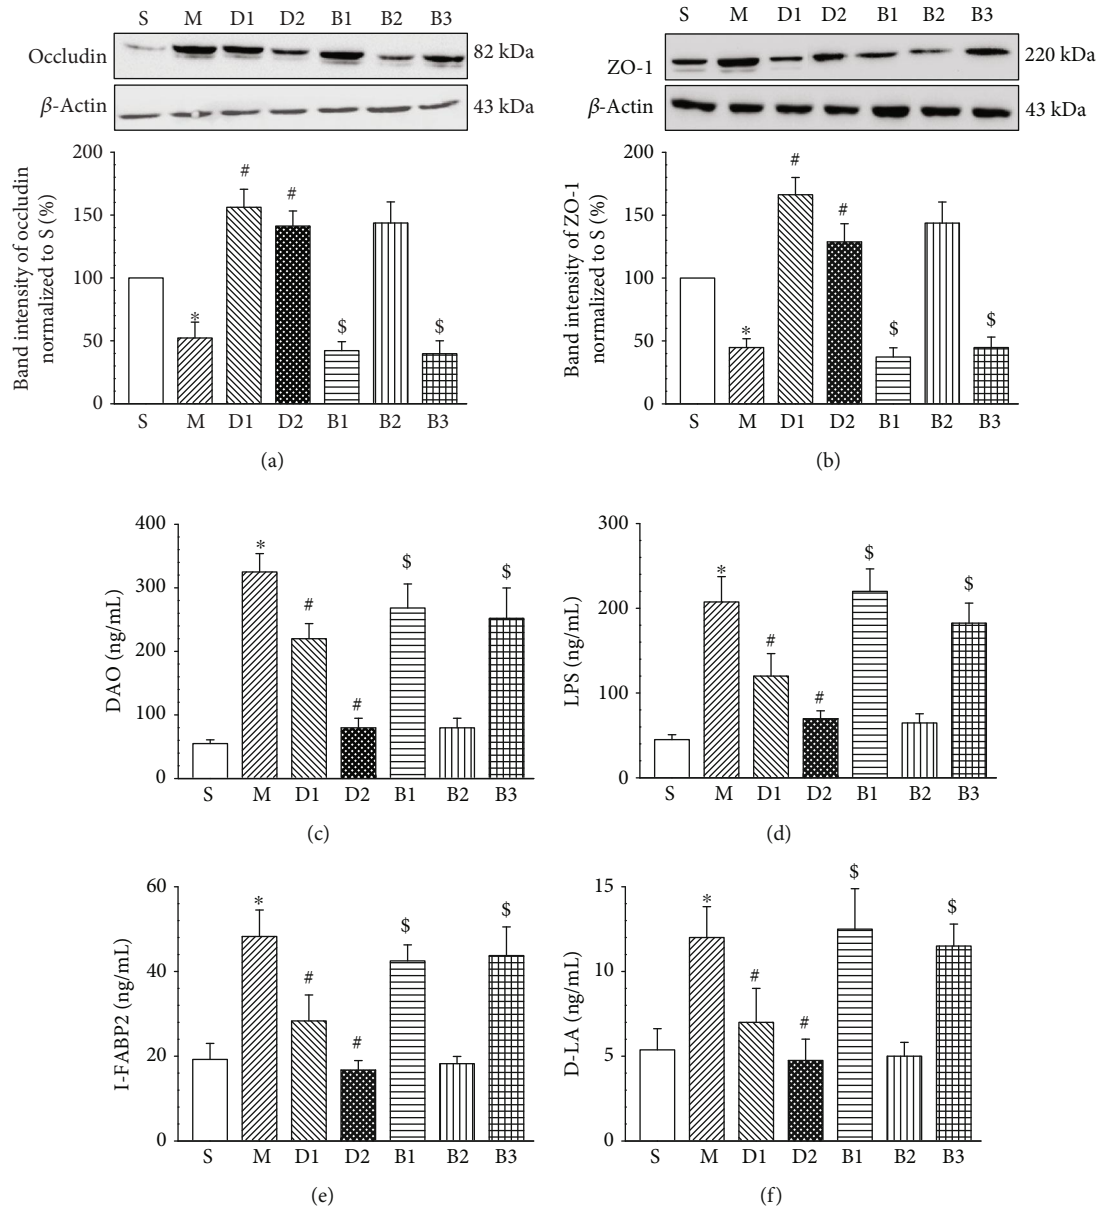 S M D1 D2 B1 B2 B3
Occludin 82 kDa
β-Actin 43 kDa
Band intensity of occludin
normalized to S (%)
200
150
100
50
0
* # # $ $
S M D1 D2 B1 B2 B3
(a)
S M D1 D2 B1 B2 B3
ZO-1 220 kDa
β-Actin 43 kDa
Band intensity of ZO-1
normalized to S (%)
200
150
100
50
0
* # # $ $
S M D1 D2 B1 B2 B3
(b)
DAO (ng/mL)
400
300
200
100
0
* # # $ $
S M D1 D2 B1 B2 B3
(c)
LPS (ng/mL)
300
200
100
0
* # # $ $
S M D1 D2 B1 B2 B3
(d)
I-FABP2 (ng/mL)
60
40
20
0
* # # $ $
S M D1 D2 B1 B2 B3
(e)
D-LA (ng/mL)
15
10
5
0
* # # $ $
S M D1 D2 B1 B2 B3
(f)